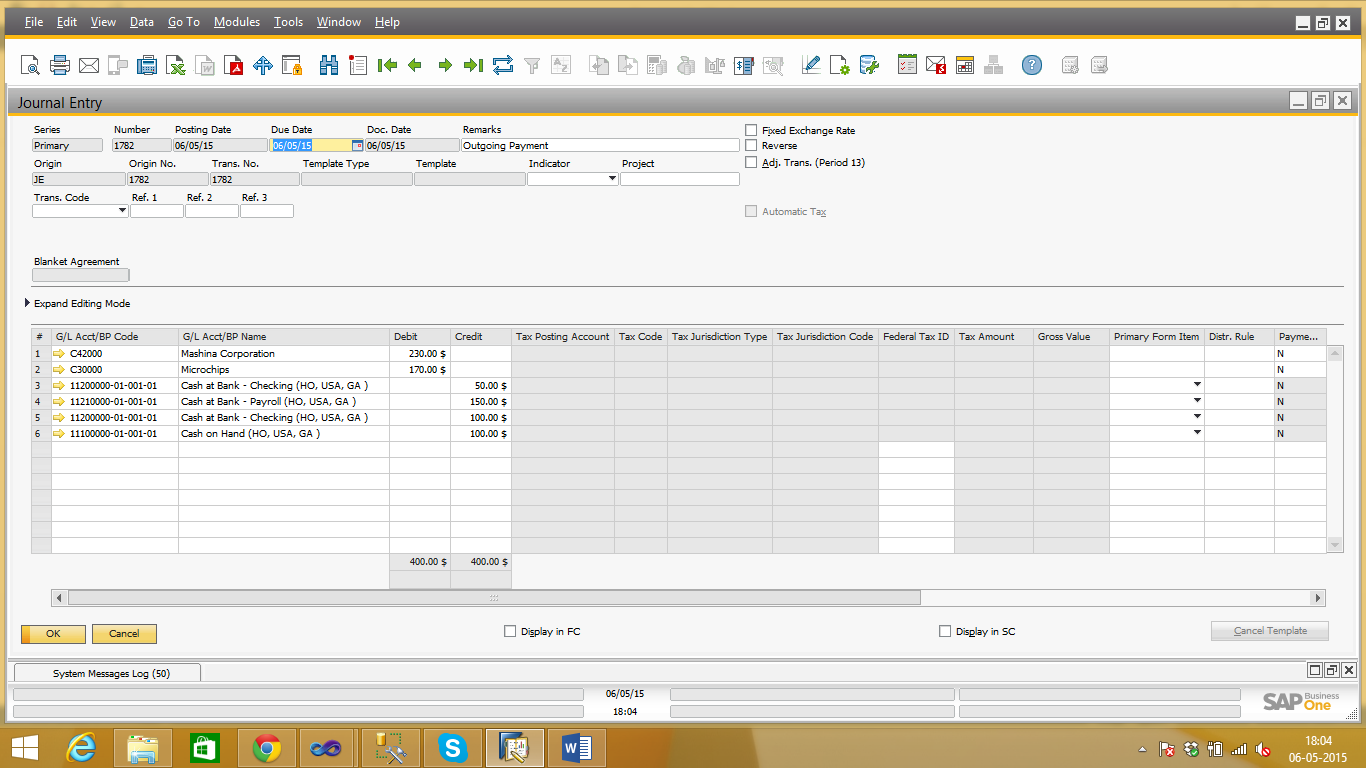 File Edit View Data Go To Modules Tools Window Help
Journal Entry
Series Number Posting Date Due Date Doc. Date Remarks
Primary 1782 06/05/15 06/05/15 06/05/15 Outgoing Payment
Fixed Exchange Rate
Reverse
Origin Origin No. Trans. No. Template Type Template Indicator Project
Adj. Trans. (Period 13)
JE 1782 1782
Trans. Code Ref. 1 Ref. 2 Ref. 3
Automatic Tax
Blanket Agreement
Expand Editing Mode
# G/L Acct/BP Code G/L Acct/BP Name Debit Credit Tax Posting Account Tax Code Tax Jurisdiction Type Tax Jurisdiction Code Federal Tax ID Tax Amount Gross Value Primary Form Item Distr. Rule Payme...
1 C42000 Mashina Corporation 230.00 $ N
2 C30000 Microchips 170.00 $ N
3 11200000-01-001-01 Cash at Bank - Checking (HO, USA, GA ) 50.00 $ N
4 11210000-01-001-01 Cash at Bank - Payroll (HO, USA, GA ) 150.00 $ N
5 11200000-01-001-01 Cash at Bank - Checking (HO, USA, GA ) 100.00 $ N
6 11100000-01-001-01 Cash on Hand (HO, USA, GA ) 100.00 $ N
400.00 $ 400.00 $
OK Cancel Display in FC Display in SC Cancel Template
System Messages Log (50)
06/05/15
18:04
SAP Business One
18:04
06-05-2015